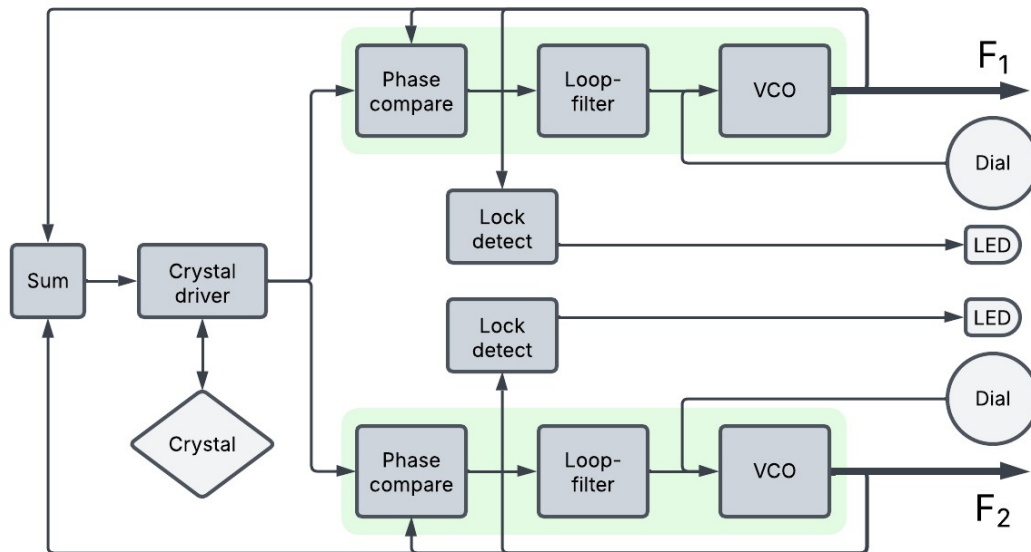 Phase
compare
Loop-
filter
VCO
F₁
Dial
Lock
detect
LED
Sum
Crystal
driver
Lock
detect
LED
Dial
Crystal
Phase
compare
Loop-
filter
VCO
F₂